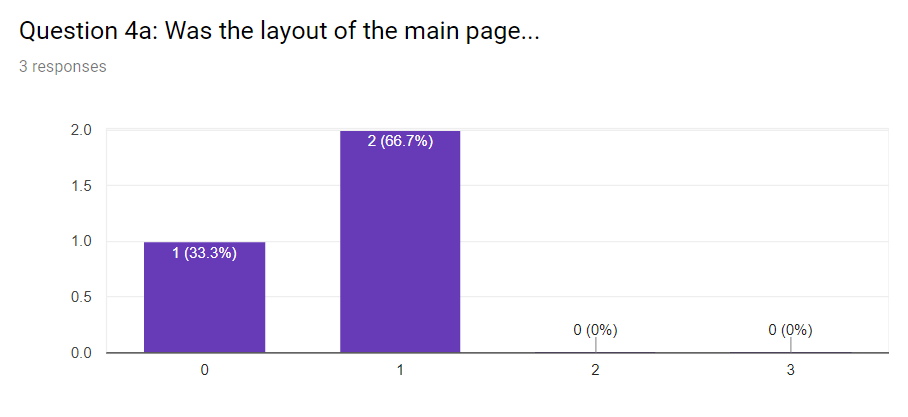 Question 4a: Was the layout of the main page...
3 responses
2.0
2 (66.7%)
1.5
1.0
1 (33.3%)
0.5
0 (0%) 0 (0%)
0.0
0 1 2 3